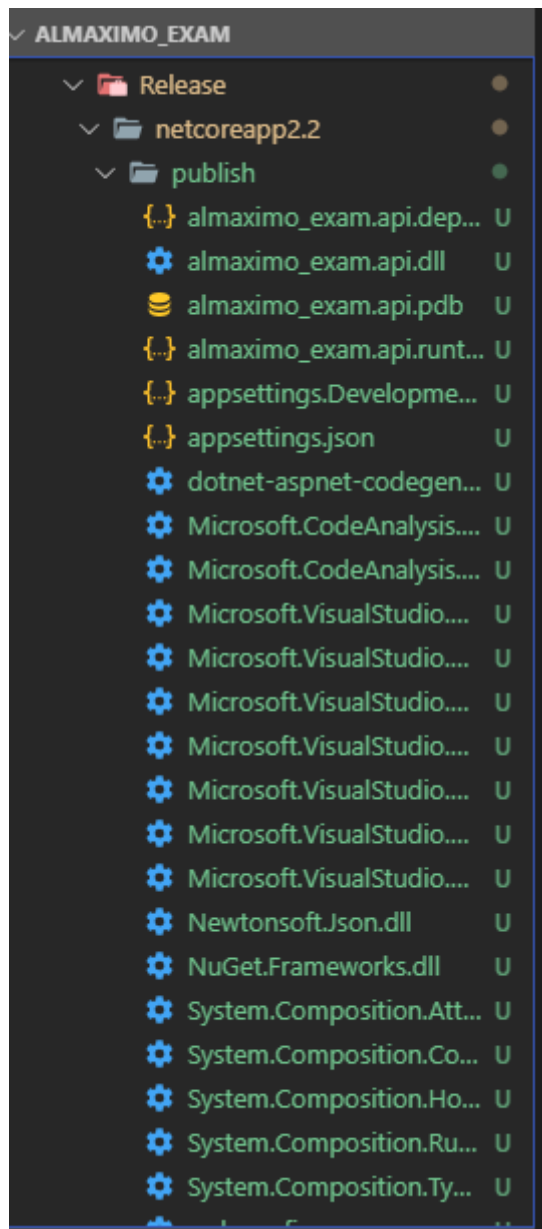 ALMAXIMO_EXAM
Release
netcoreapp2.2
publish
almaximo_exam.api.dep... U
almaximo_exam.api.dll U
almaximo_exam.api.pdb U
almaximo_exam.api.runt... U
appsettings.Developme... U
appsettings.json U
dotnet-aspnet-codegen... U
Microsoft.CodeAnalysis.... U
Microsoft.CodeAnalysis.... U
Microsoft.VisualStudio.... U
Microsoft.VisualStudio.... U
Microsoft.VisualStudio.... U
Microsoft.VisualStudio.... U
Microsoft.VisualStudio.... U
Microsoft.VisualStudio.... U
Microsoft.VisualStudio.... U
Newtonsoft.Json.dll U
NuGet.Frameworks.dll U
System.Composition.Att... U
System.Composition.Co... U
System.Composition.Ho... U
System.Composition.Ru... U
System.Composition.Ty... U